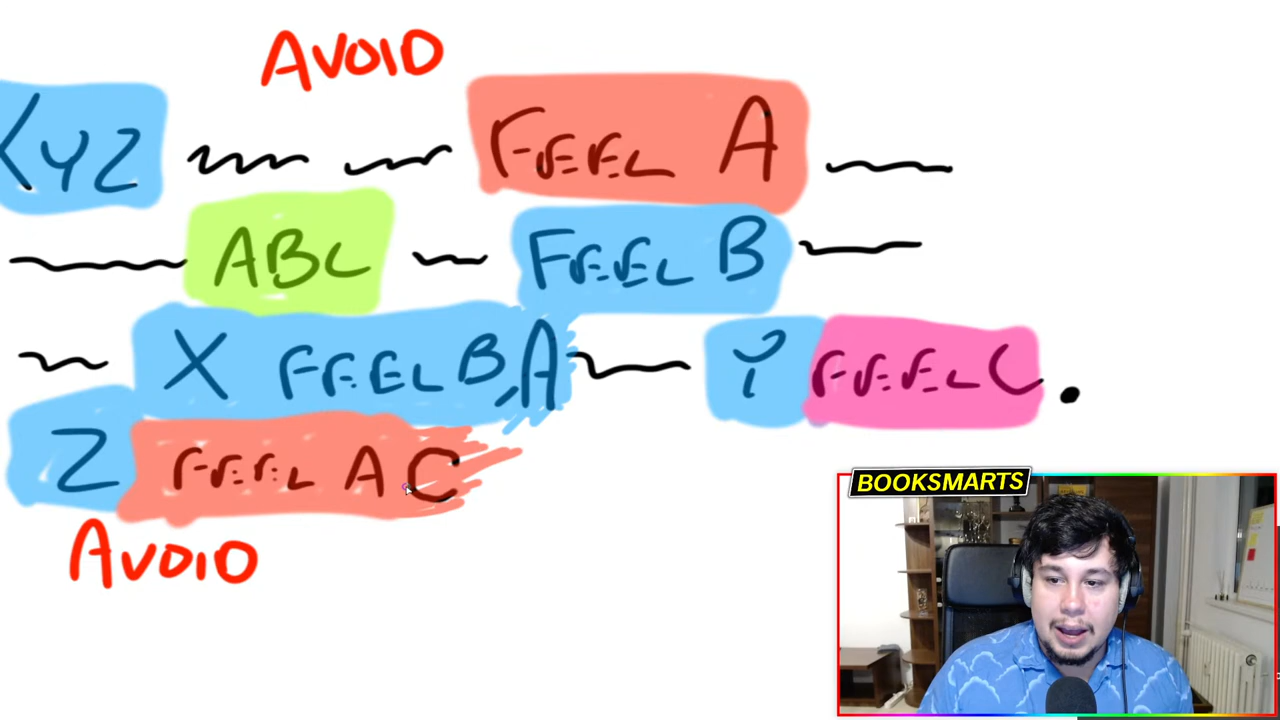 AVOID
XYZ FEEL A
ABC FEEL B
X FEEL B, A Y FEEL C.
Z FEEL A C
AVOID
BOOKSMARTS